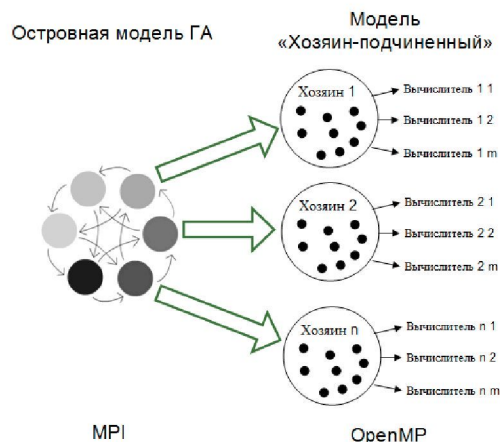 Островная модель ГА
Модель
«Хозяин-подчиненный»
Хозяин 1
Вычислитель 1 1
Вычислитель 1 2
Вычислитель 1 m
Хозяин 2
Вычислитель 2 1
Вычислитель 2 2
Вычислитель 2 m
Хозяин n
Вычислитель n 1
Вычислитель n 2
Вычислитель n m
MPI
OpenMP